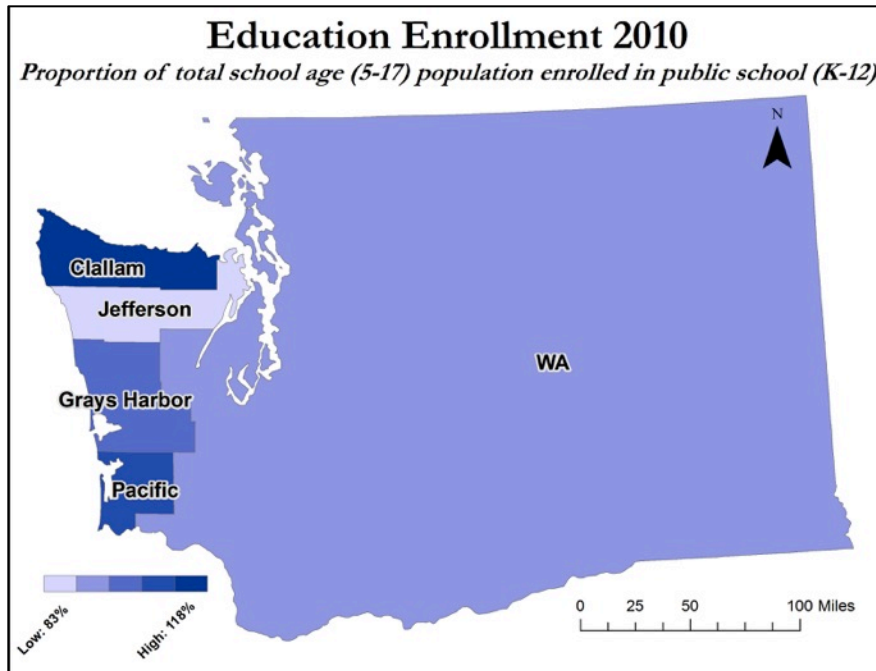 Education Enrollment 2010
Proportion of total school age (5-17) population enrolled in public school (K-12)
N
Clallam
Jefferson
WA
Grays Harbor
Pacific
Low: 83%
High: 118%
0 25 50 100 Miles